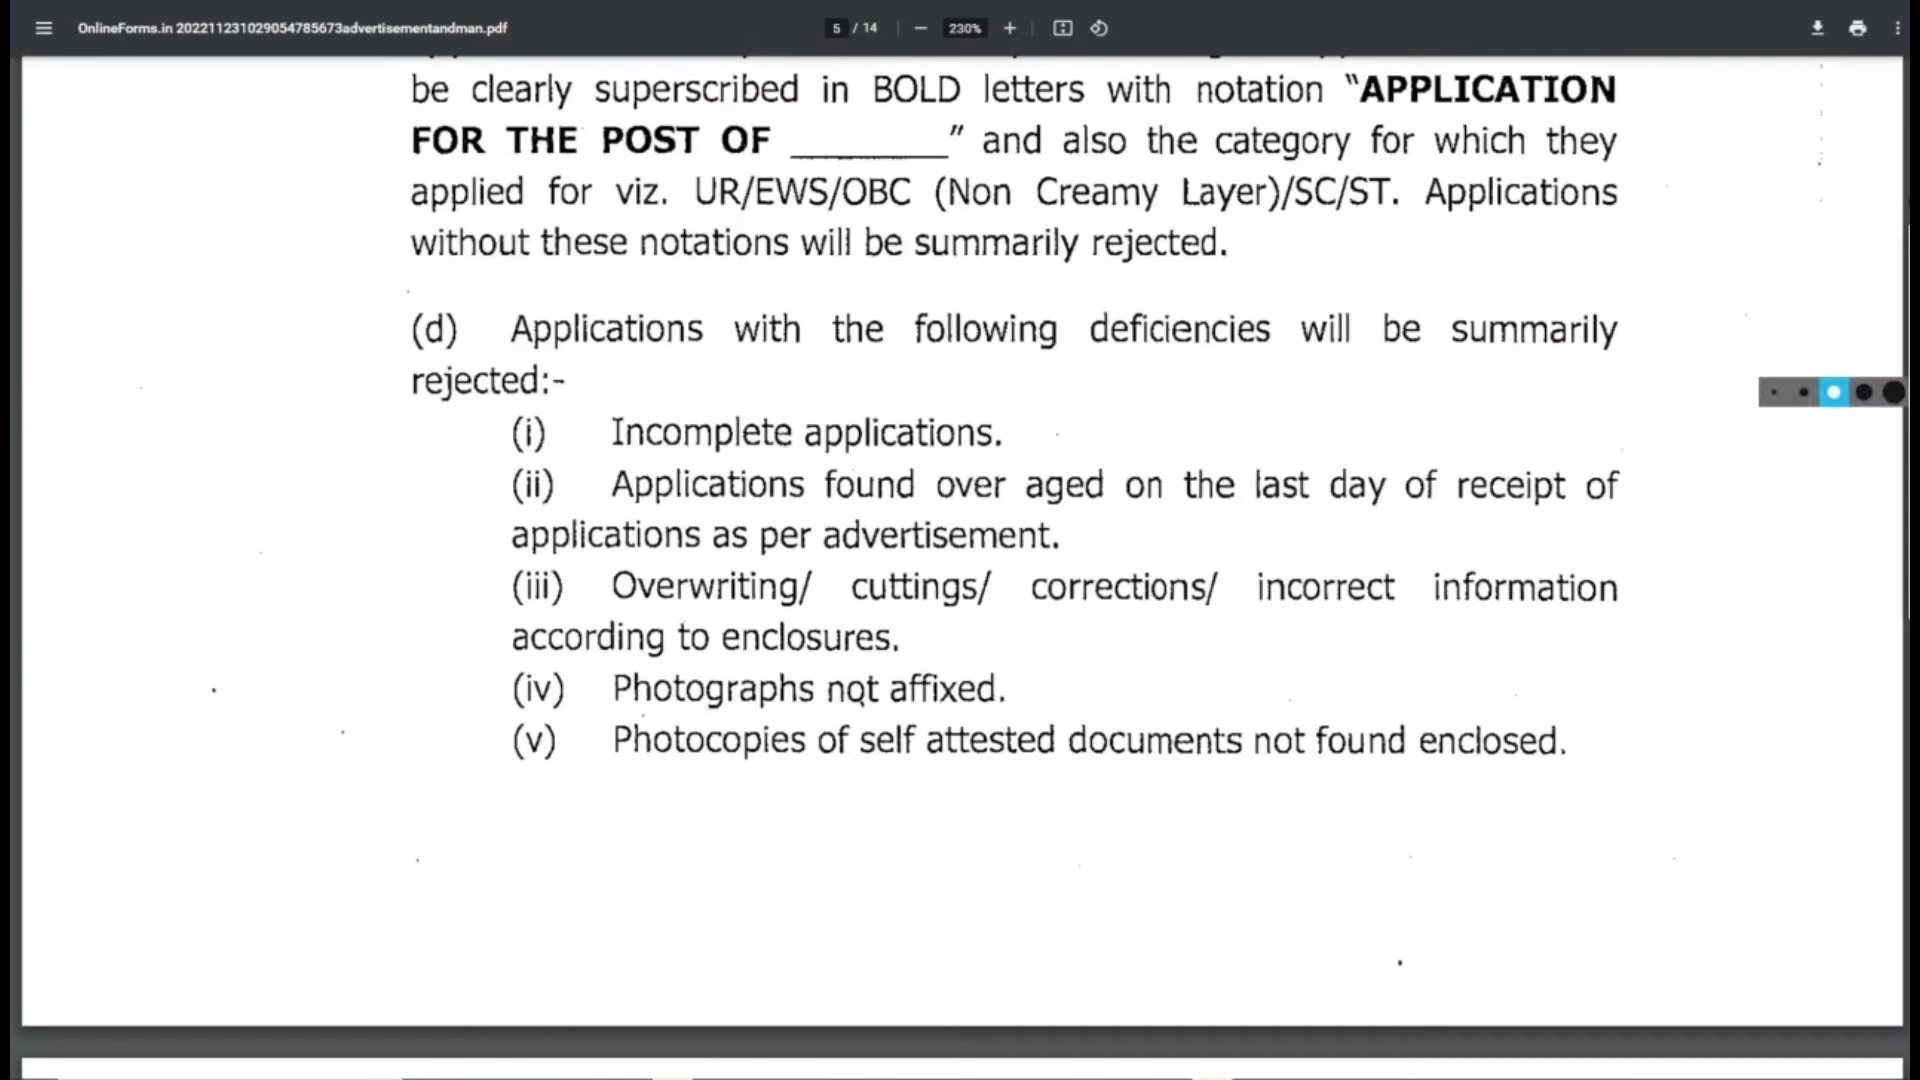 OnlineForms.in 202211231029054785673advertisementandman.pdf
5 / 14
230%
be clearly superscribed in BOLD letters with notation “APPLICATION
FOR THE POST OF ________” and also the category for which they
applied for viz. UR/EWS/OBC (Non Creamy Layer)/SC/ST. Applications
without these notations will be summarily rejected.
(d) Applications with the following deficiencies will be summarily
rejected:-
(i) Incomplete applications.
(ii) Applications found over aged on the last day of receipt of
applications as per advertisement.
(iii) Overwriting/ cuttings/ corrections/ incorrect information
according to enclosures.
(iv) Photographs not affixed.
(v) Photocopies of self attested documents not found enclosed.